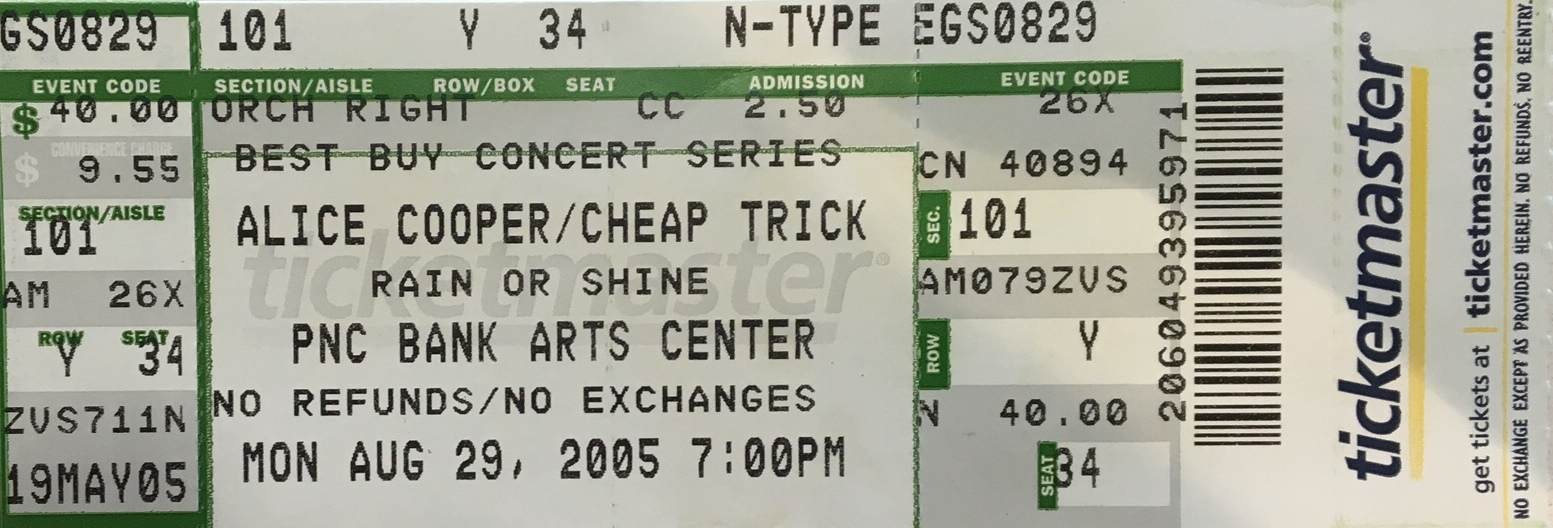 GS0829 101 Y 34 N-TYPE EGS0829
EVENT CODE SECTION/AISLE ROW/BOX SEAT ADMISSION EVENT CODE
$ 40.00 ORCH RIGHT CC 2.50 26X
CONVENIENCE CHARGE
$ 9.55 BEST BUY CONCERT SERIES CN 40894
SECTION/AISLE
101 ALICE COOPER/CHEAP TRICK SEC. 101
ticketmaster®
AM 26X RAIN OR SHINE AM079ZVS
ROW SEAT
Y 34 PNC BANK ARTS CENTER ROW Y
ZVS711N NO REFUNDS/NO EXCHANGES N 40.00
19MAY05 MON AUG 29, 2005 7:00PM SEAT 34
2060493395971
ticketmaster®
get tickets at | ticketmaster.com
NO EXCHANGE EXCEPT AS PROVIDED HEREIN. NO REFUNDS, NO REENTRY.